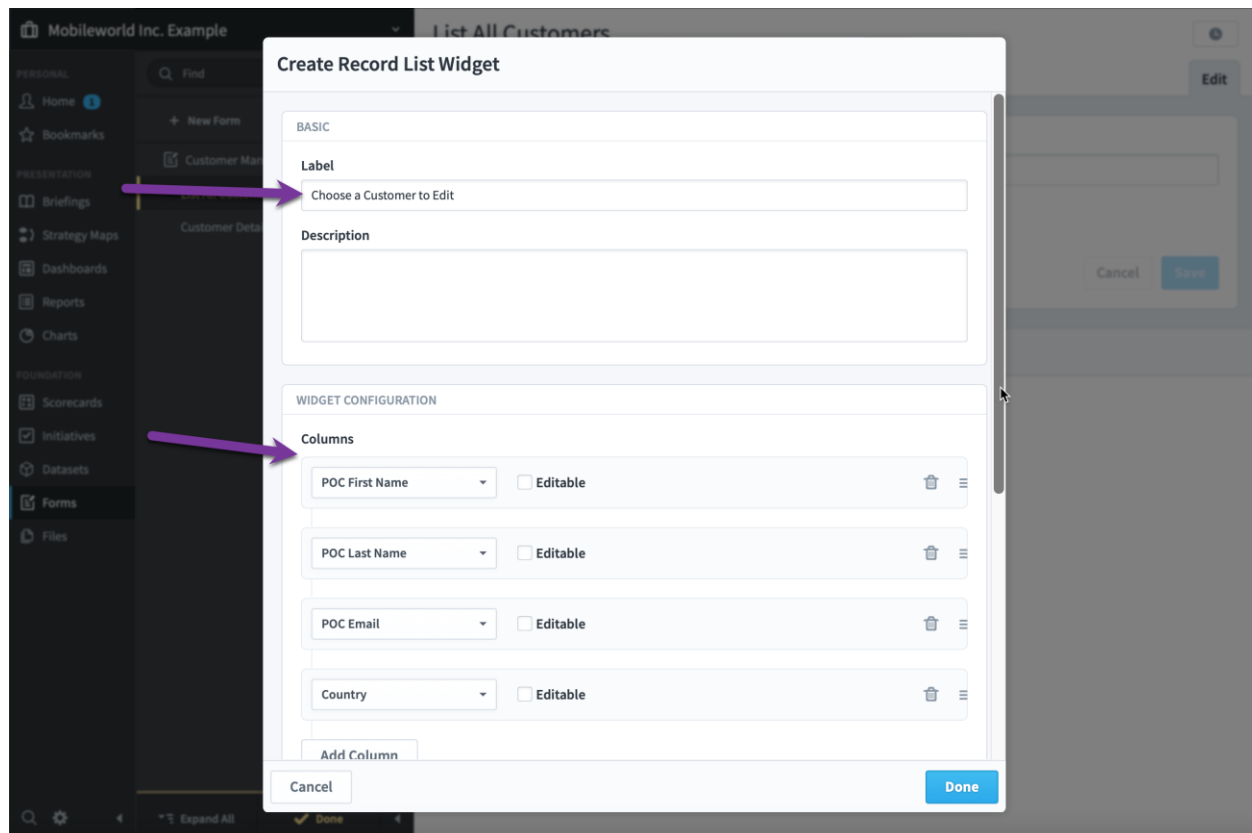 Mobileworld Inc. Example
List All Customers
PERSONAL
Find
Edit
Home 1
Bookmarks
+ New Form
PRESENTATION
Customer Man
Briefings
Strategy Maps
Customer Detai
Dashboards
Reports
Charts
FOUNDATION
Scorecards
Initiatives
Datasets
Forms
Files
Expand All
Done
Create Record List Widget
BASIC
Label
Choose a Customer to Edit
Description
WIDGET CONFIGURATION
Columns
POC First Name Editable
POC Last Name Editable
POC Email Editable
Country Editable
Add Column
Cancel
Done
Cancel
Save